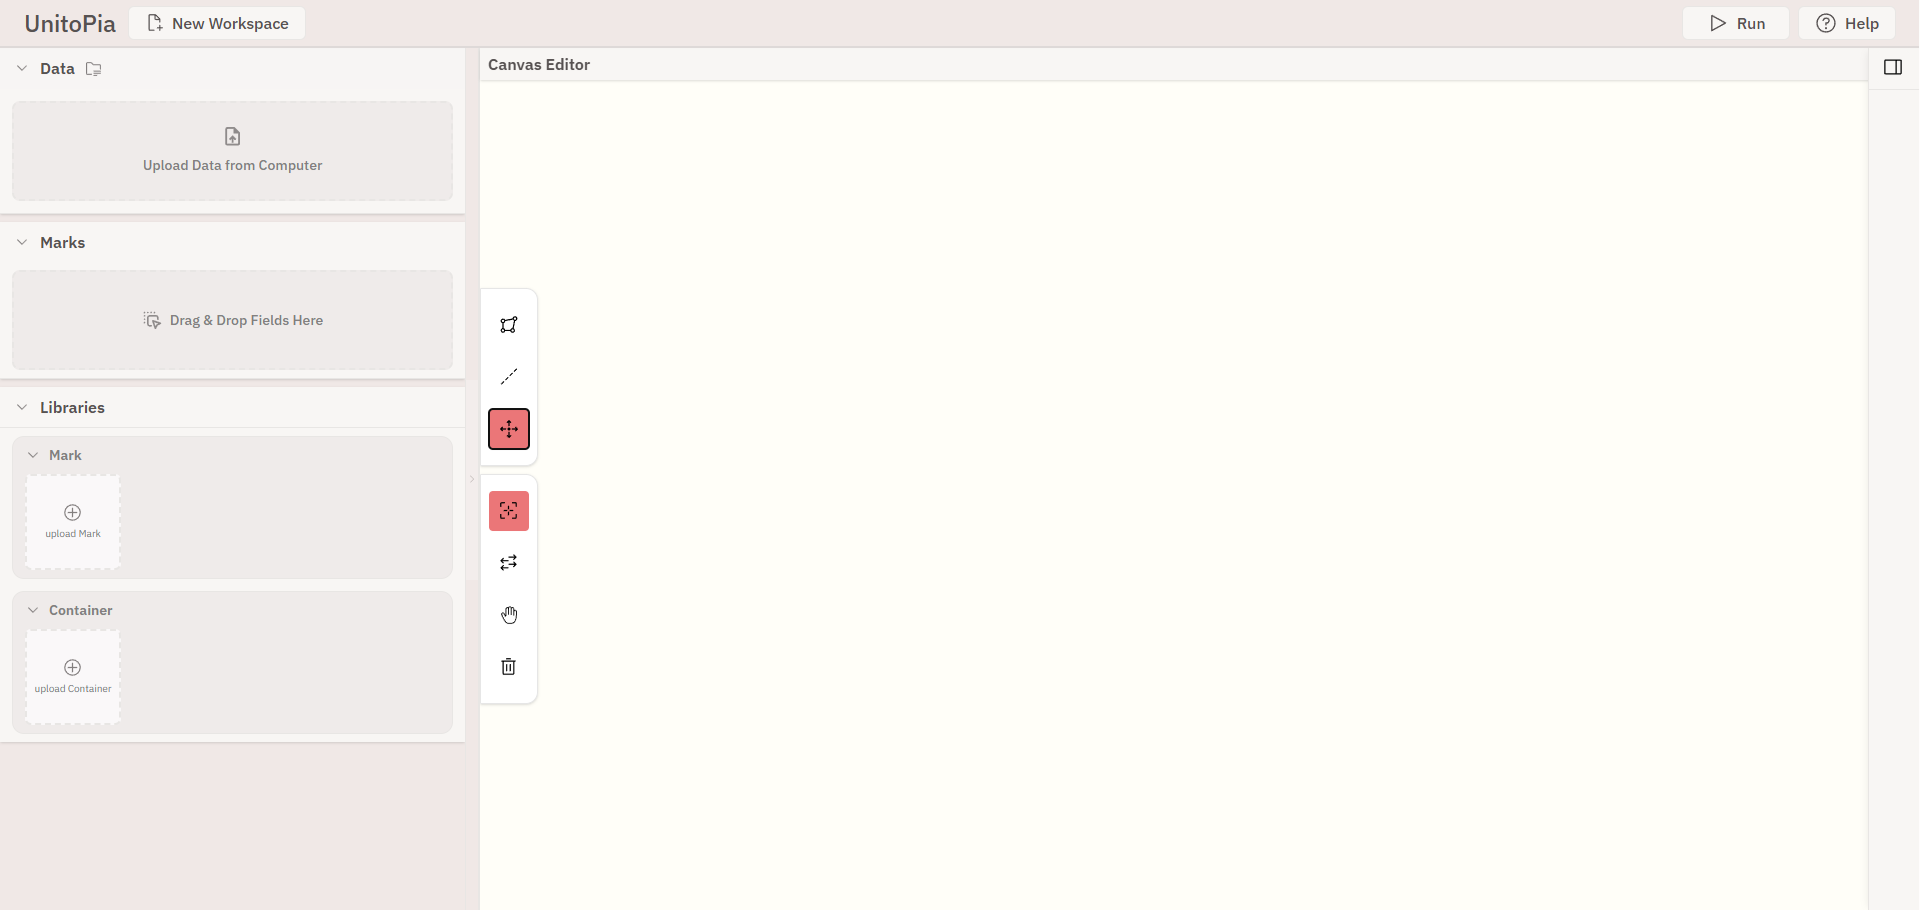 UnitoPia
New Workspace
Run
Help
Data
Upload Data from Computer
Marks
Drag & Drop Fields Here
Libraries
Mark
upload Mark
Container
upload Container
Canvas Editor